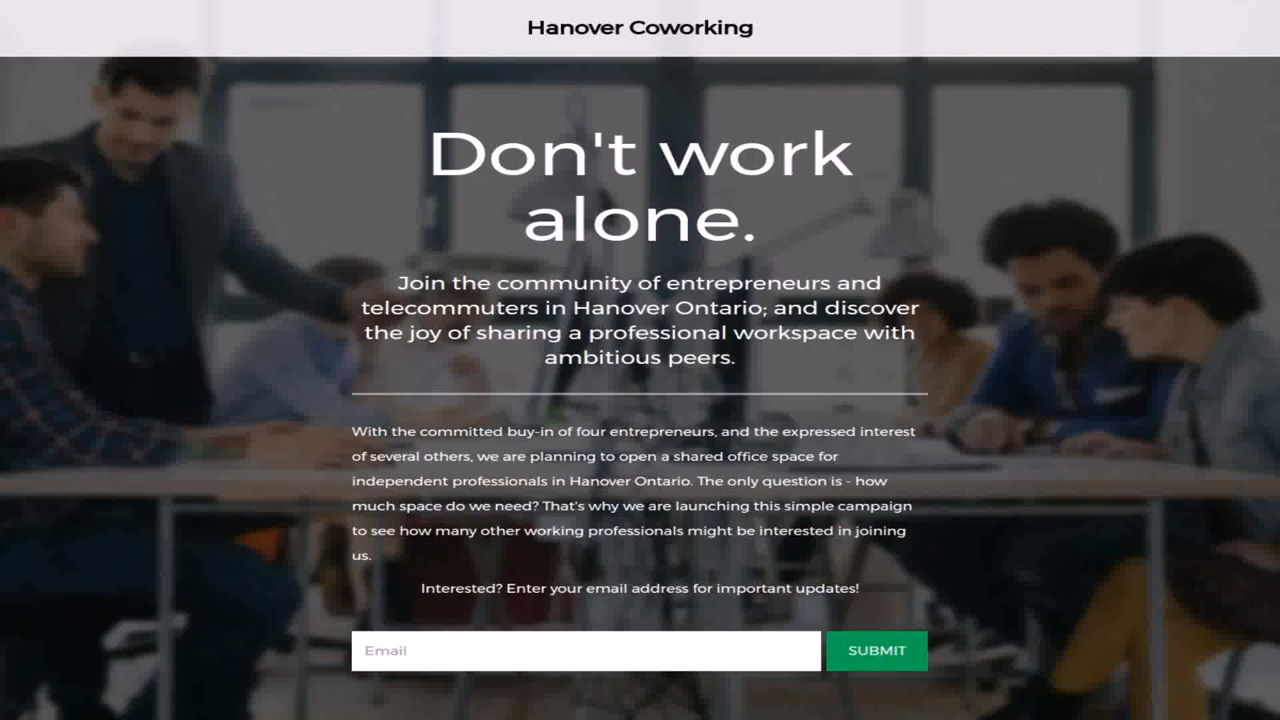 Hanover Coworking
Don't work
alone.
Join the community of entrepreneurs and
telecommuters in Hanover Ontario; and discover
the joy of sharing a professional workspace with
ambitious peers.
With the committed buy-in of four entrepreneurs, and the expressed interest
of several others, we are planning to open a shared office space for
independent professionals in Hanover Ontario. The only question is - how
much space do we need? That's why we are launching this simple campaign
to see how many other working professionals might be interested in joining
us.
Interested? Enter your email address for important updates!
Email
SUBMIT